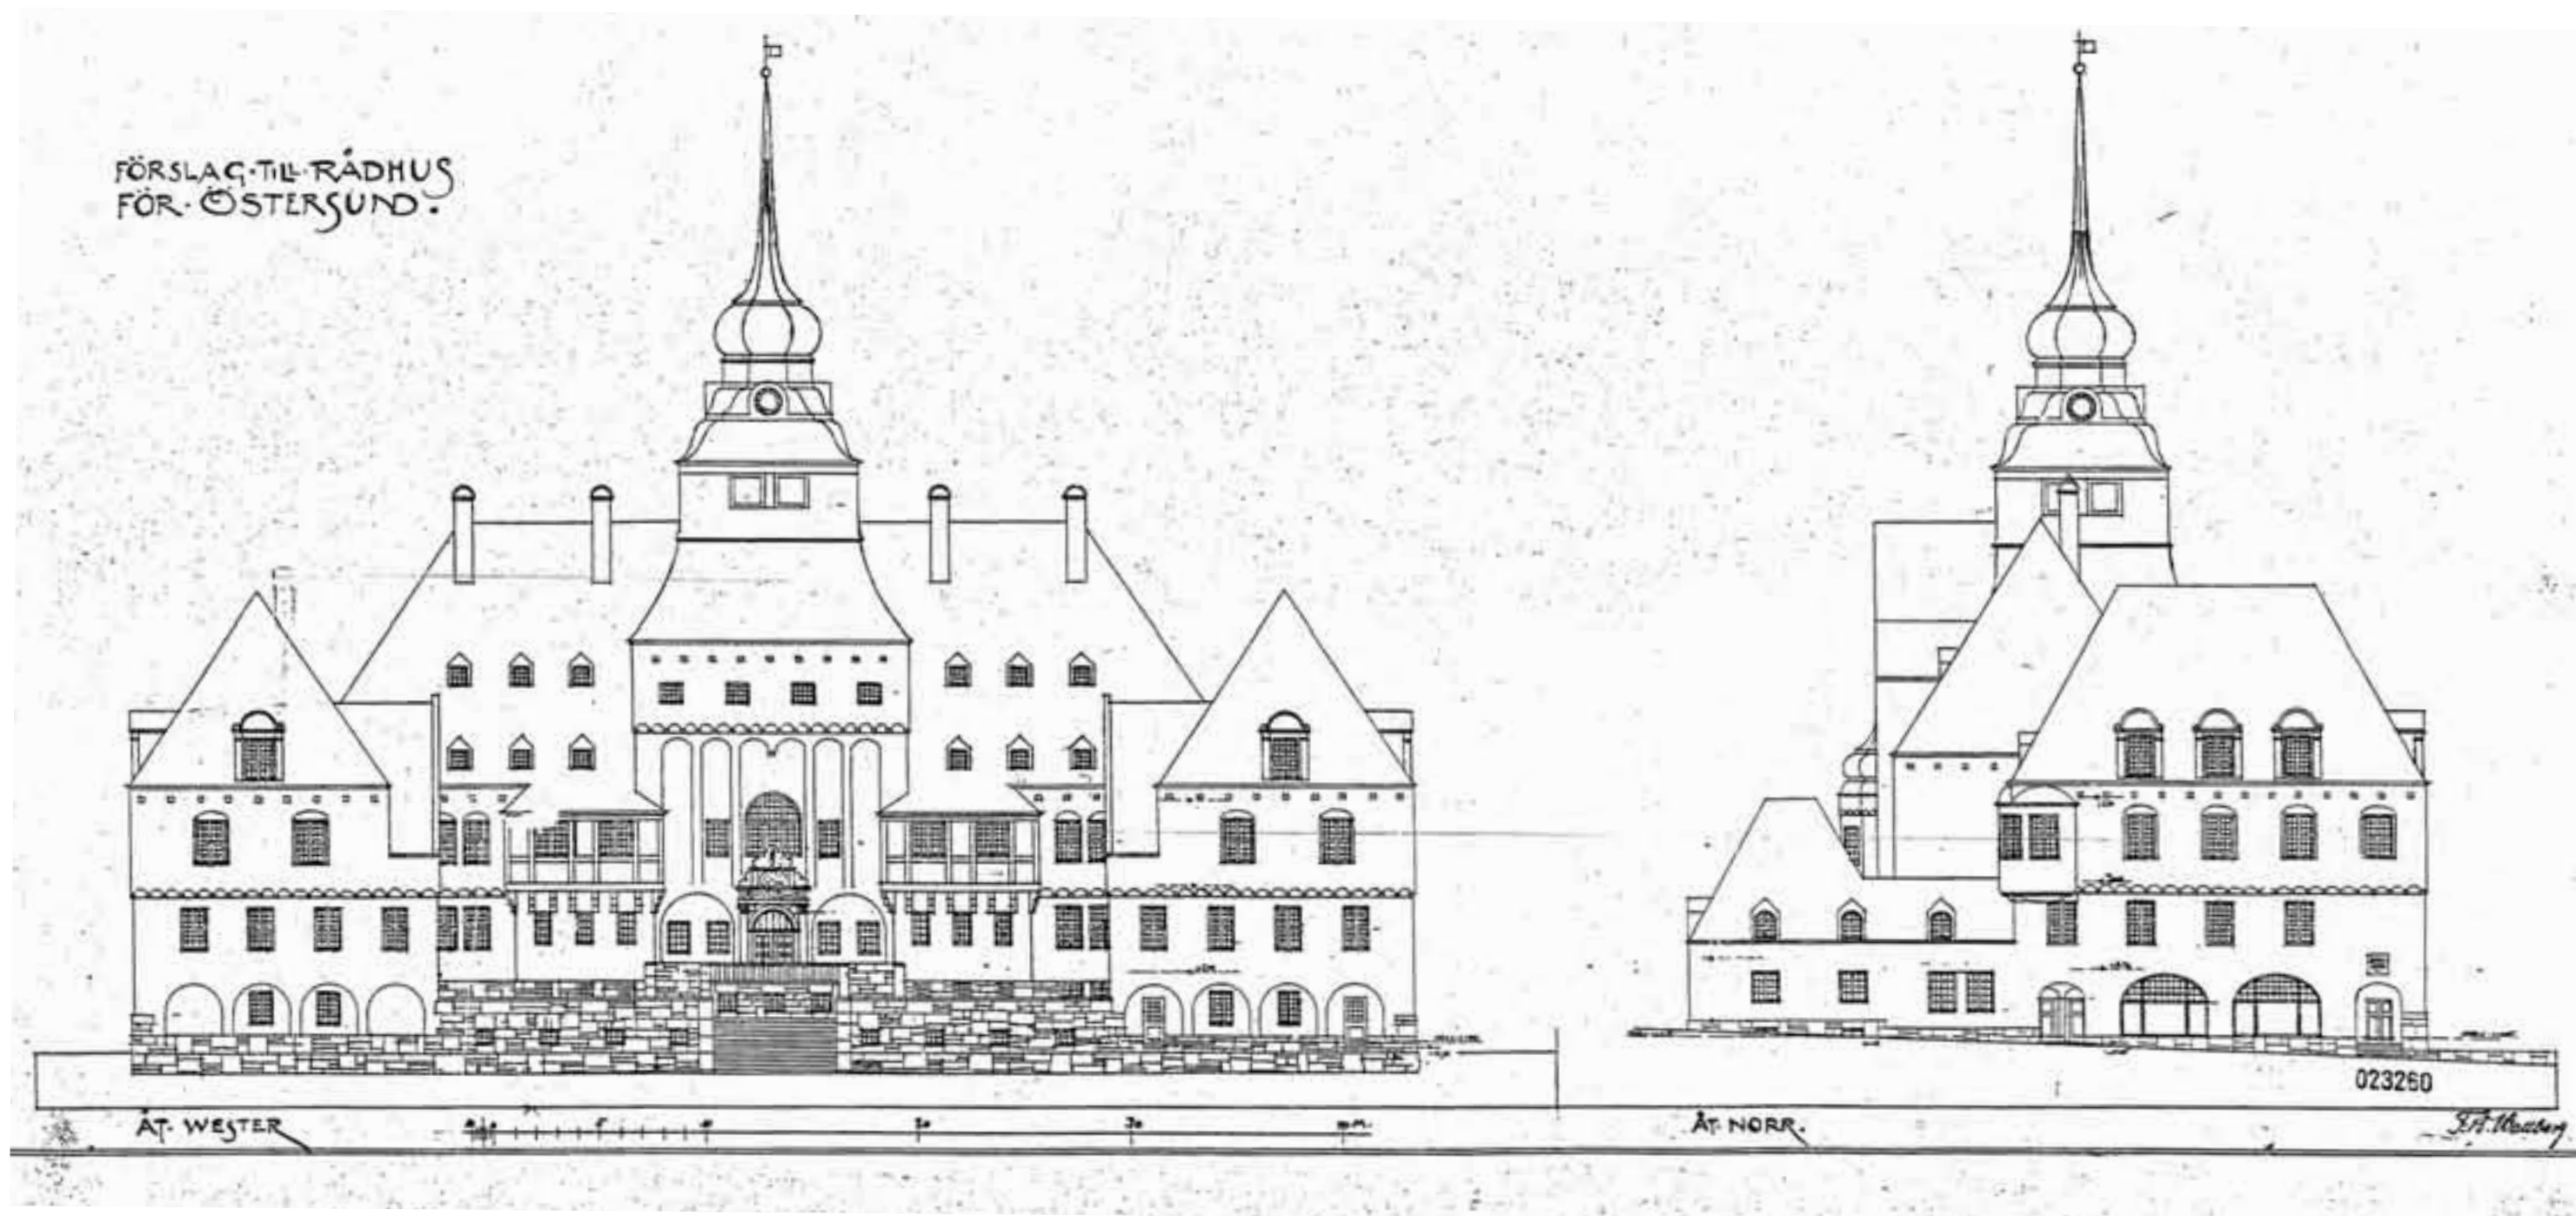 FÖRSLAG·TILL·RÅDHUS
FÖR·ÖSTERSUND.
023260
ÅT·WESTER
10
20
30
ÅT·NORR.